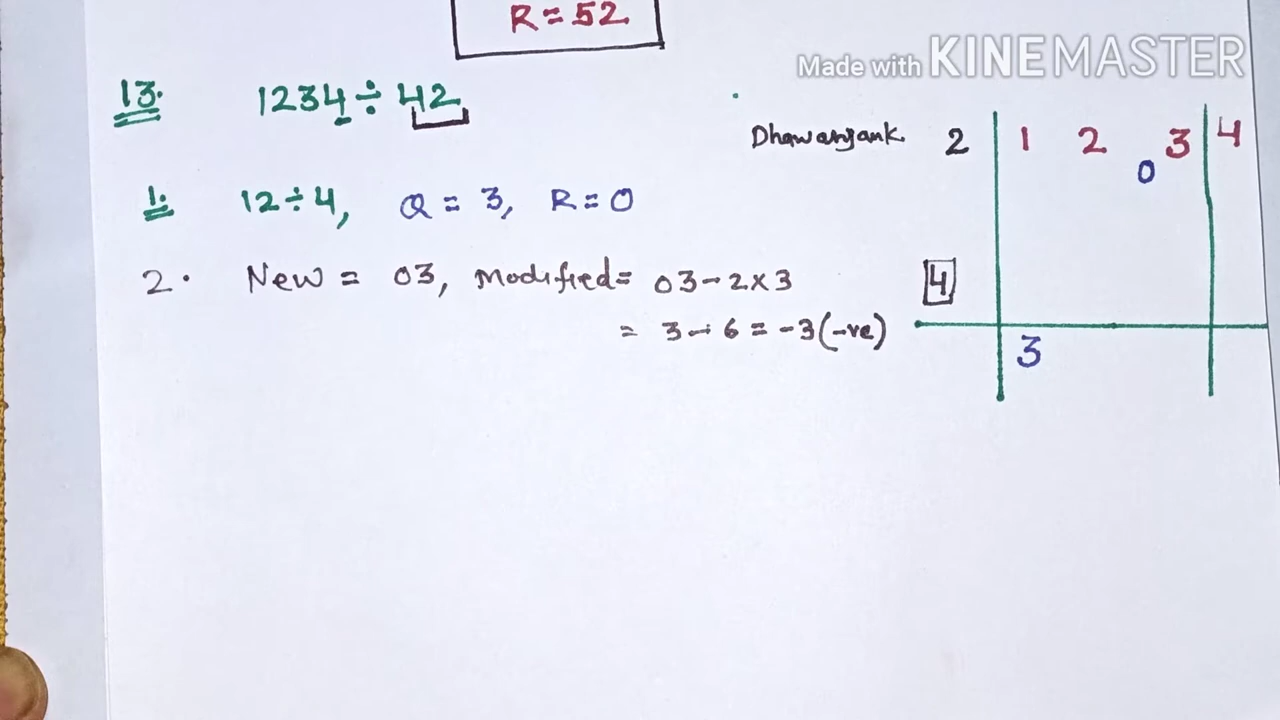 R = 52
Made with KINEMASTER
13. 1234 ÷ 42
Dhwanjank 2 1 2 3 4
0
1. 12 ÷ 4, Q = 3, R = 0
2. New = 03, Modified = 03 - 2 x 3
4
= 3 - 6 = -3 (-ve)
3